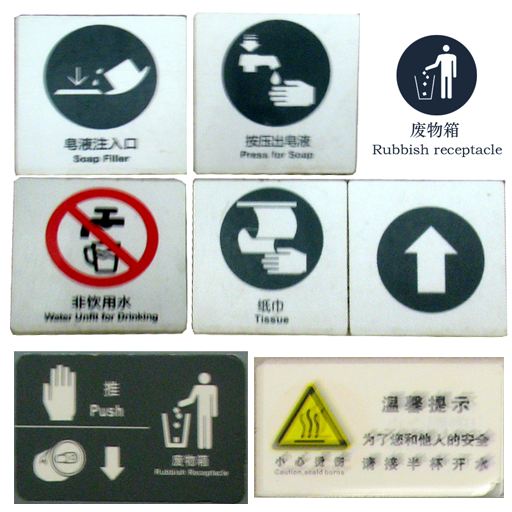 皂液注入口
Soap Filler
按压出皂液
Press for Soap
废物箱
Rubbish receptacle
非饮用水
Water Unfit for Drinking
纸巾
Tissue
推
Push
废物箱
Rubbish Receptacle
温馨提示
小心烫伤
Caution, scald burns
为了您和他人的安全
请接半杯开水